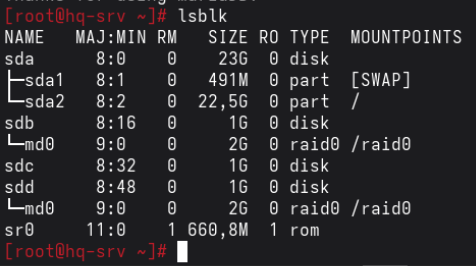 [root@hq-srv ~]# lsblk
NAME   MAJ:MIN RM   SIZE RO TYPE  MOUNTPOINTS
sda      8:0    0    23G  0 disk
├─sda1   8:1    0   491M  0 part  [SWAP]
└─sda2   8:2    0  22,5G  0 part  /
sdb      8:16   0     1G  0 disk
└─md0    9:0    0     2G  0 raid0 /raid0
sdc      8:32   0     1G  0 disk
sdd      8:48   0     1G  0 disk
└─md0    9:0    0     2G  0 raid0 /raid0
sr0     11:0    1 660,8M  1 rom
[root@hq-srv ~]#